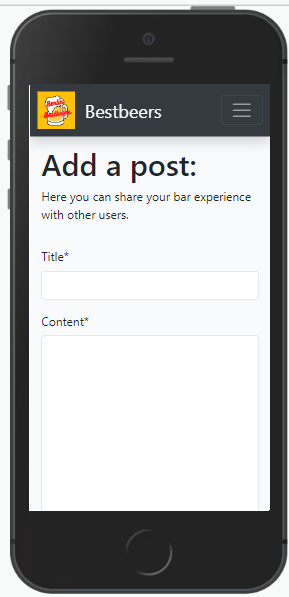 Bestbeers
Add a post:
Here you can share your bar experience
with other users.
Title*
Content*